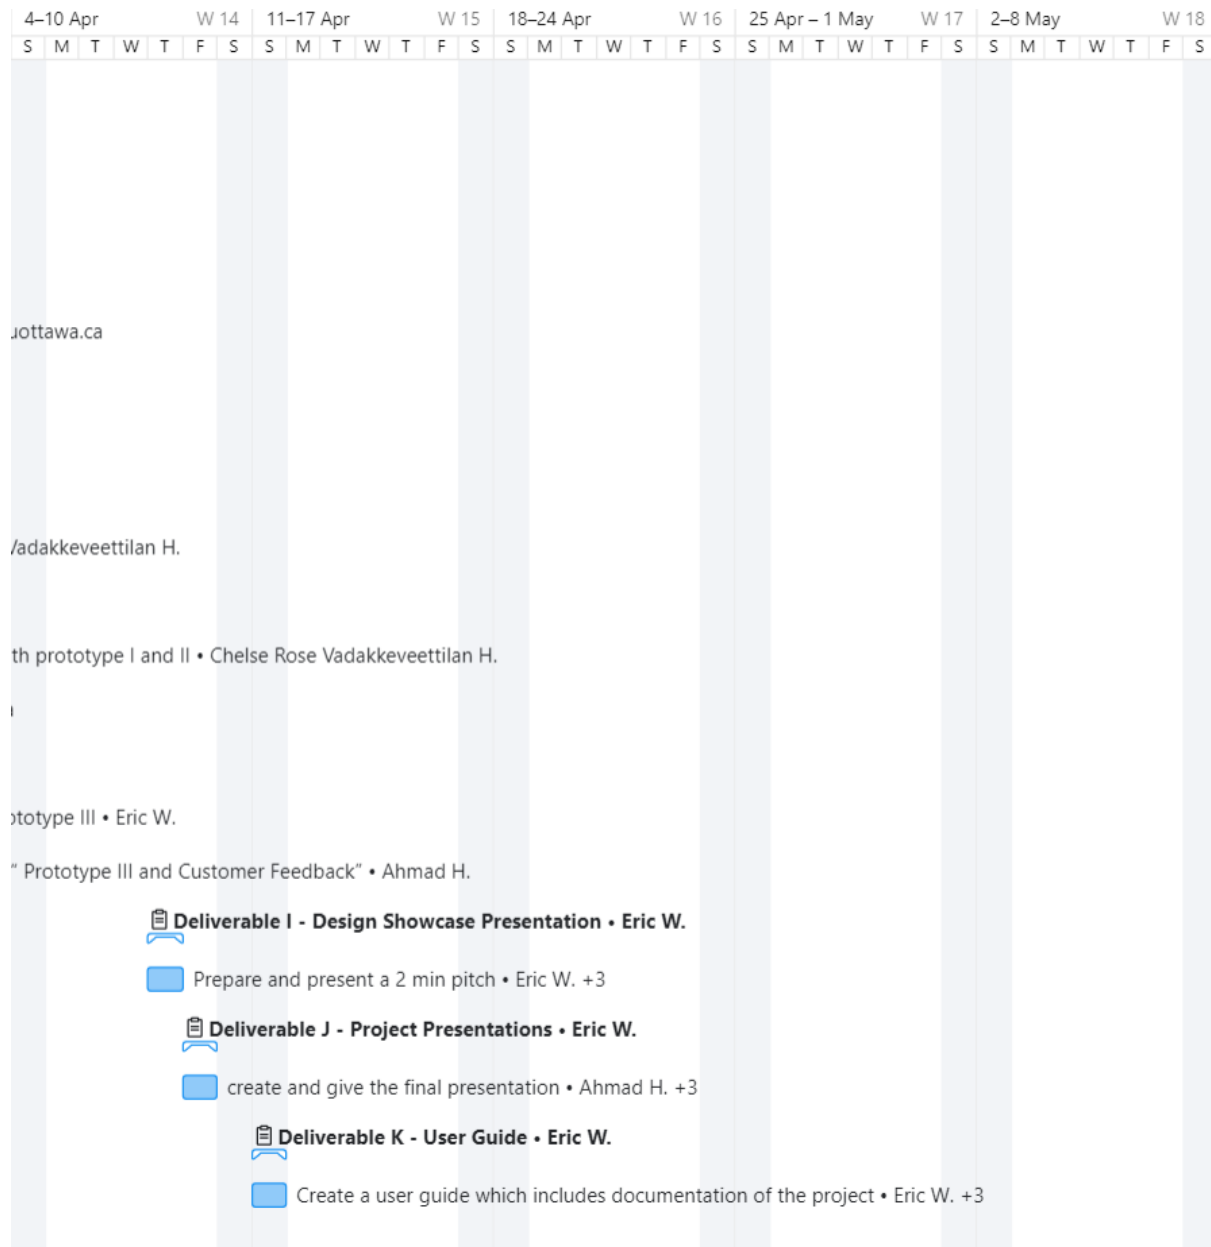 4–10 Apr W 14 11–17 Apr W 15 18–24 Apr W 16 25 Apr – 1 May W 17 2–8 May W 18
S M T W T F S S M T W T F S S M T W T F S S M T W T F S S M T W T F S
uottawa.ca
Vadakkeveettilan H.
th prototype I and II • Chelse Rose Vadakkeveettilan H.
ototype III • Eric W.
“ Prototype III and Customer Feedback” • Ahmad H.
Deliverable I - Design Showcase Presentation • Eric W.
Prepare and present a 2 min pitch • Eric W. +3
Deliverable J - Project Presentations • Eric W.
create and give the final presentation • Ahmad H. +3
Deliverable K - User Guide • Eric W.
Create a user guide which includes documentation of the project • Eric W. +3